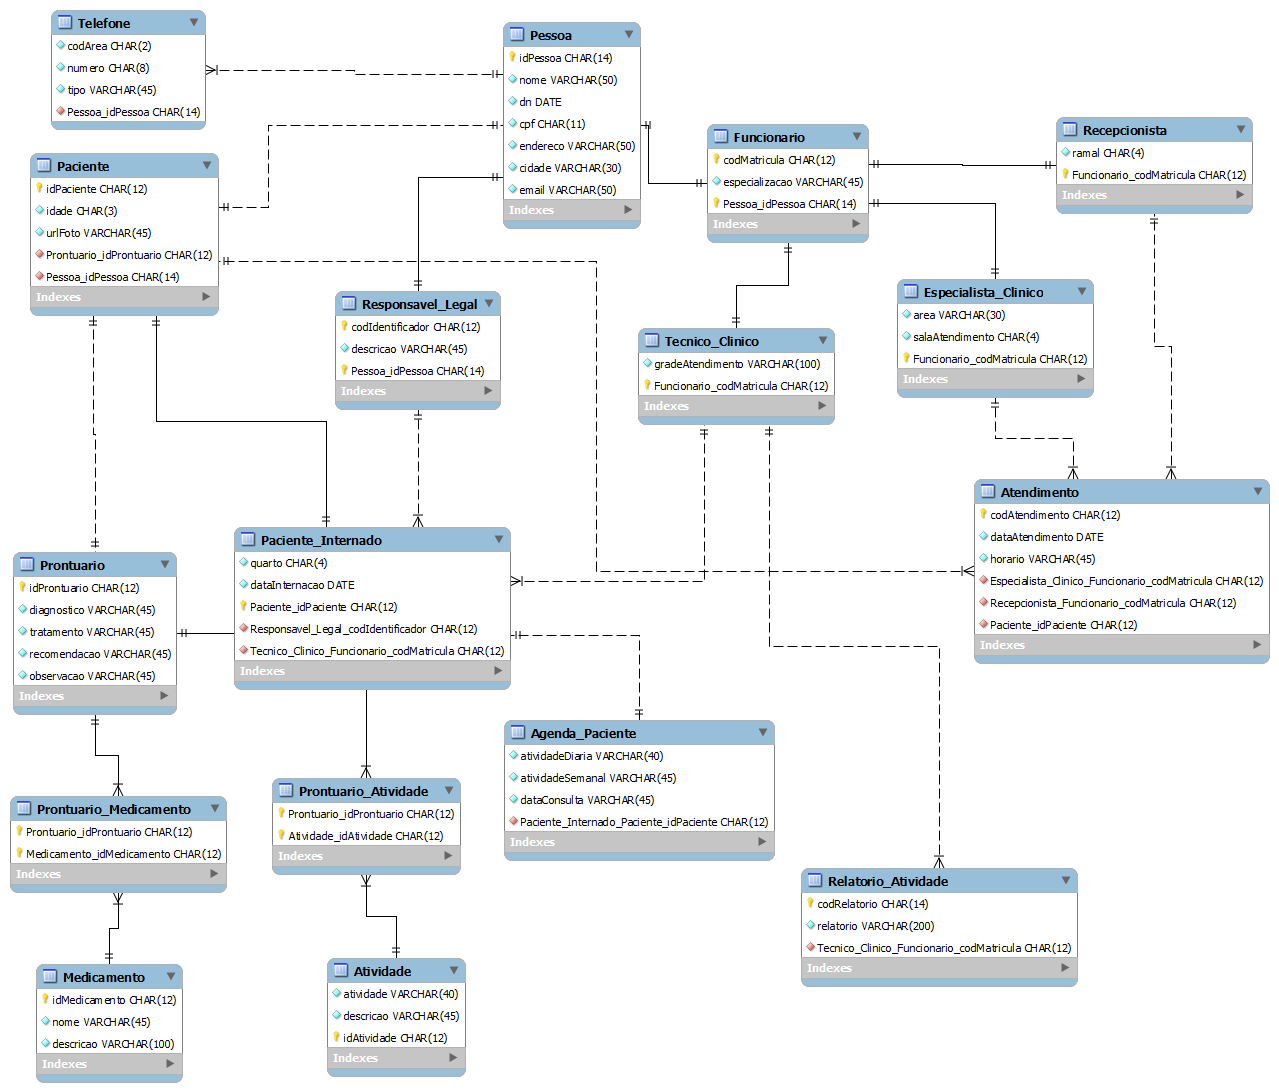 Telefone
codArea CHAR(2)
numero CHAR(8)
tipo VARCHAR(45)
Pessoa_idPessoa CHAR(14)
Pessoa
idPessoa CHAR(14)
nome VARCHAR(50)
dn DATE
cpf CHAR(11)
endereco VARCHAR(50)
cidade VARCHAR(30)
email VARCHAR(50)
Indexes
Funcionario
codMatricula CHAR(12)
especializacao VARCHAR(45)
Pessoa_idPessoa CHAR(14)
Indexes
Recepcionista
ramal CHAR(4)
Funcionario_codMatricula CHAR(12)
Indexes
Paciente
idPaciente CHAR(12)
idade CHAR(3)
urlFoto VARCHAR(45)
Prontuario_idProntuario CHAR(12)
Pessoa_idPessoa CHAR(14)
Indexes
Responsavel_Legal
codIdentificador CHAR(12)
descricao VARCHAR(45)
Pessoa_idPessoa CHAR(14)
Indexes
Tecnico_Clinico
gradeAtendimento VARCHAR(100)
Funcionario_codMatricula CHAR(12)
Indexes
Especialista_Clinico
area VARCHAR(30)
salaAtendimento CHAR(4)
Funcionario_codMatricula CHAR(12)
Indexes
Atendimento
codAtendimento CHAR(12)
dataAtendimento DATE
horario VARCHAR(45)
Especialista_Clinico_Funcionario_codMatricula CHAR(12)
Recepcionista_Funcionario_codMatricula CHAR(12)
Paciente_idPaciente CHAR(12)
Indexes
Prontuario
idProntuario CHAR(12)
diagnostico VARCHAR(45)
tratamento VARCHAR(45)
recomendacao VARCHAR(45)
observacao VARCHAR(45)
Indexes
Paciente_Internado
quarto CHAR(4)
dataInternacao DATE
Paciente_idPaciente CHAR(12)
Responsavel_Legal_codIdentificador CHAR(12)
Tecnico_Clinico_Funcionario_codMatricula CHAR(12)
Indexes
Agenda_Paciente
atividadeDiaria VARCHAR(40)
atividadeSemanal VARCHAR(45)
dataConsulta VARCHAR(45)
Paciente_Internado_Paciente_idPaciente CHAR(12)
Indexes
Prontuario_Medicamento
Prontuario_idProntuario CHAR(12)
Medicamento_idMedicamento CHAR(12)
Indexes
Prontuario_Atividade
Prontuario_idProntuario CHAR(12)
Atividade_idAtividade CHAR(12)
Indexes
Relatorio_Atividade
codRelatorio CHAR(14)
relatorio VARCHAR(200)
Tecnico_Clinico_Funcionario_codMatricula CHAR(12)
Indexes
Medicamento
idMedicamento CHAR(12)
nome VARCHAR(45)
descricao VARCHAR(100)
Indexes
Atividade
atividade VARCHAR(40)
descricao VARCHAR(45)
idAtividade CHAR(12)
Indexes